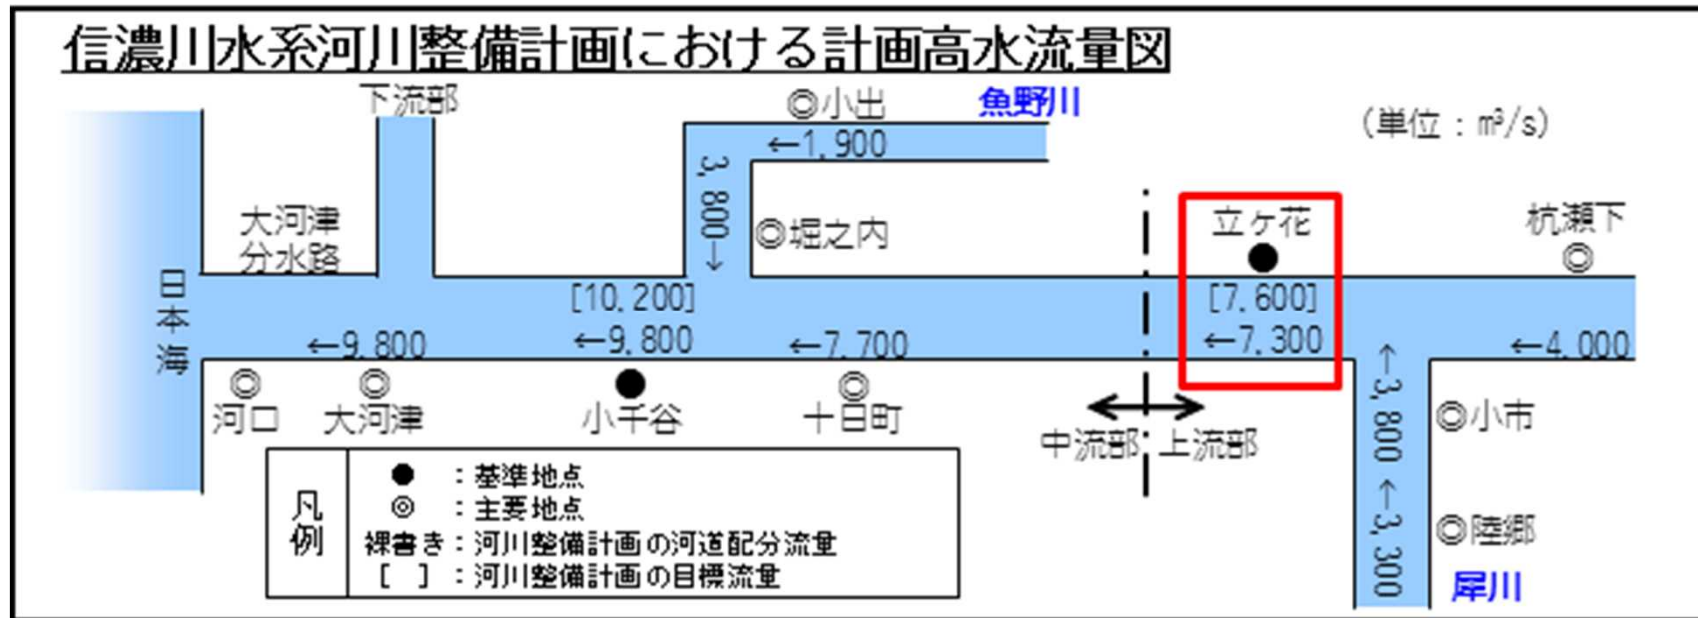 信濃川水系河川整備計画における計画高水流量図
下流部
◎小出
魚野川
(単位：m³/s)
←1,900
3,800→
大河津
分水路
◎堀之内
立ケ花
●
杭瀬下
◎
日本海
[10,200]
[7,600]
←9,800
←9,800
←7,700
←7,300
←4,000
◎
河口
◎
大河津
●
小千谷
◎
十日町
中流部
上流部
←3,800
←3,300
◎小市
◎陸郷
犀川
凡例
●：基準地点
◎：主要地点
裸書き：河川整備計画の河道配分流量
[ ]：河川整備計画の目標流量